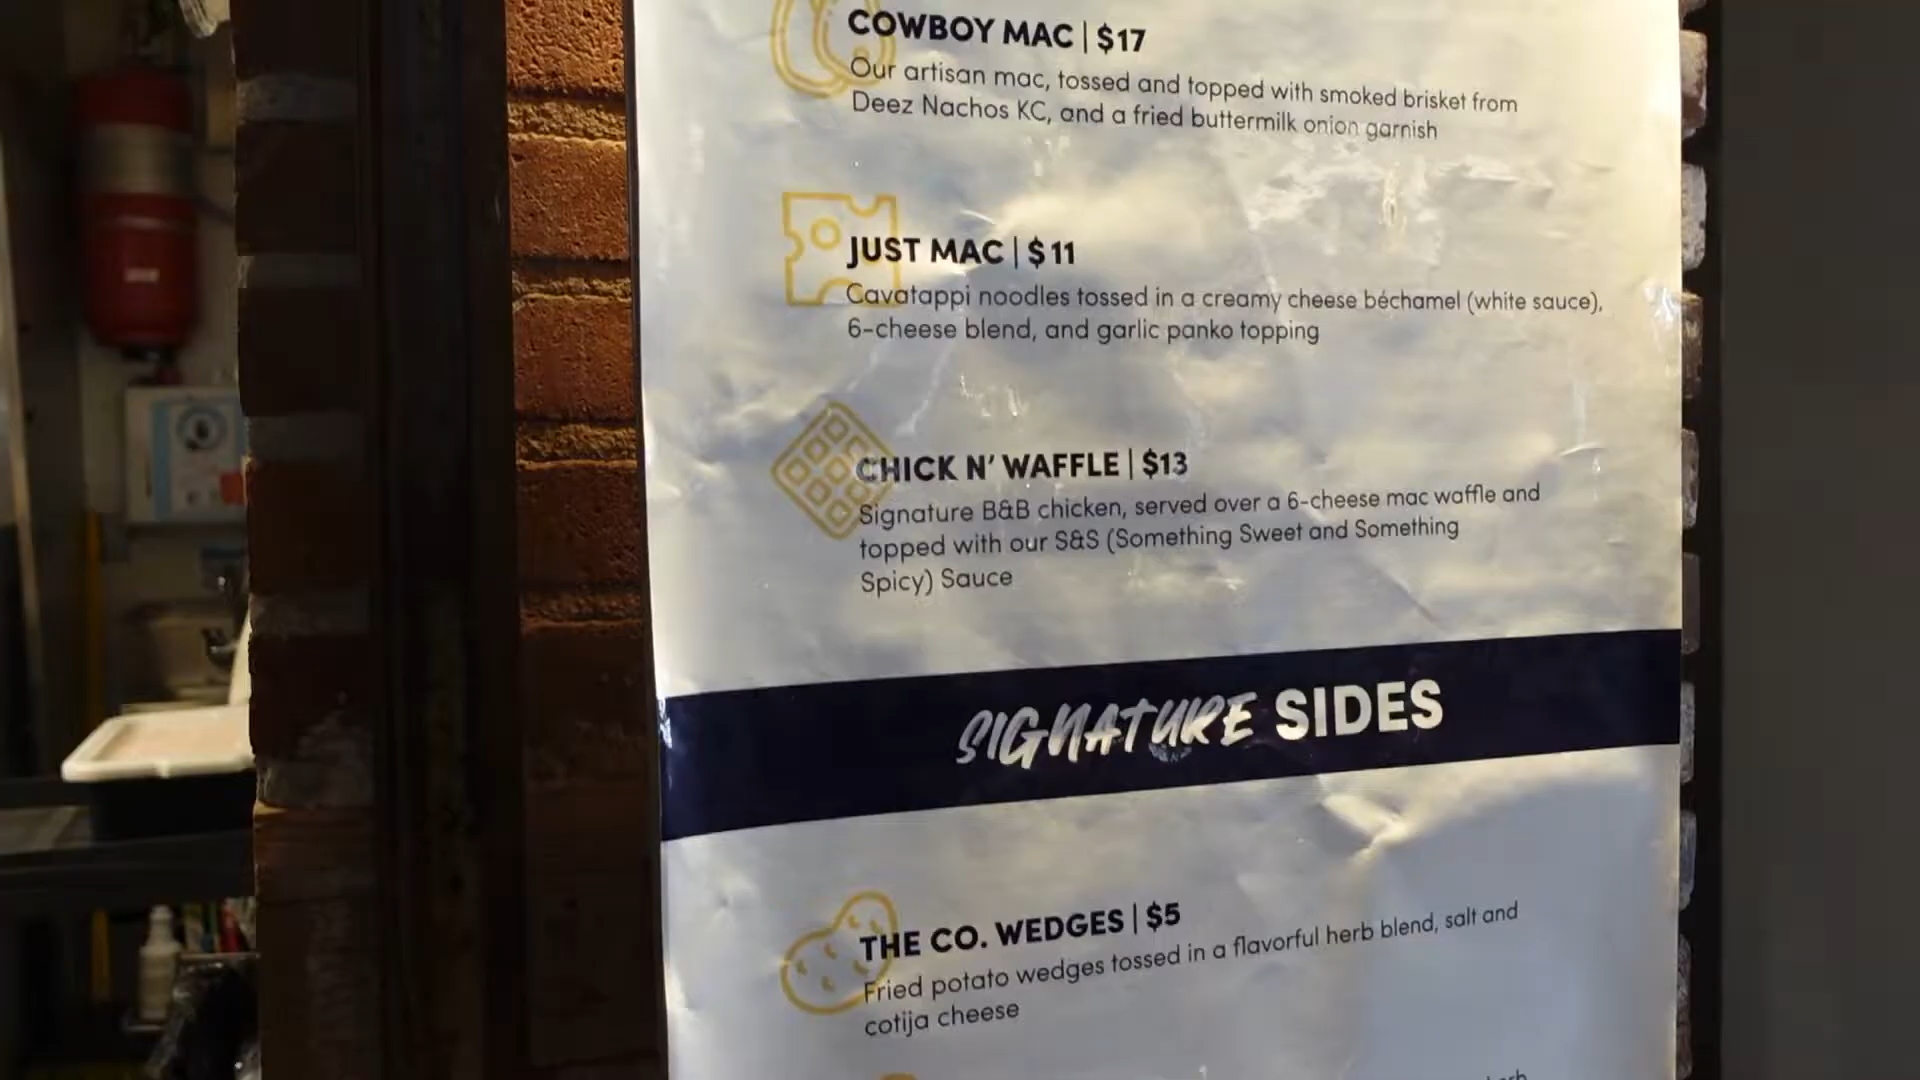 COWBOY MAC | $17
Our artisan mac, tossed and topped with smoked brisket from
Deez Nachos KC, and a fried buttermilk onion garnish
JUST MAC | $11
Cavatappi noodles tossed in a creamy cheese béchamel (white sauce),
6-cheese blend, and garlic panko topping
CHICK N' WAFFLE | $13
Signature B&B chicken, served over a 6-cheese mac waffle and
topped with our S&S (Something Sweet and Something
Spicy) Sauce
SIGNATURE SIDES
THE CO. WEDGES | $5
Fried potato wedges tossed in a flavorful herb blend, salt and
cotija cheese